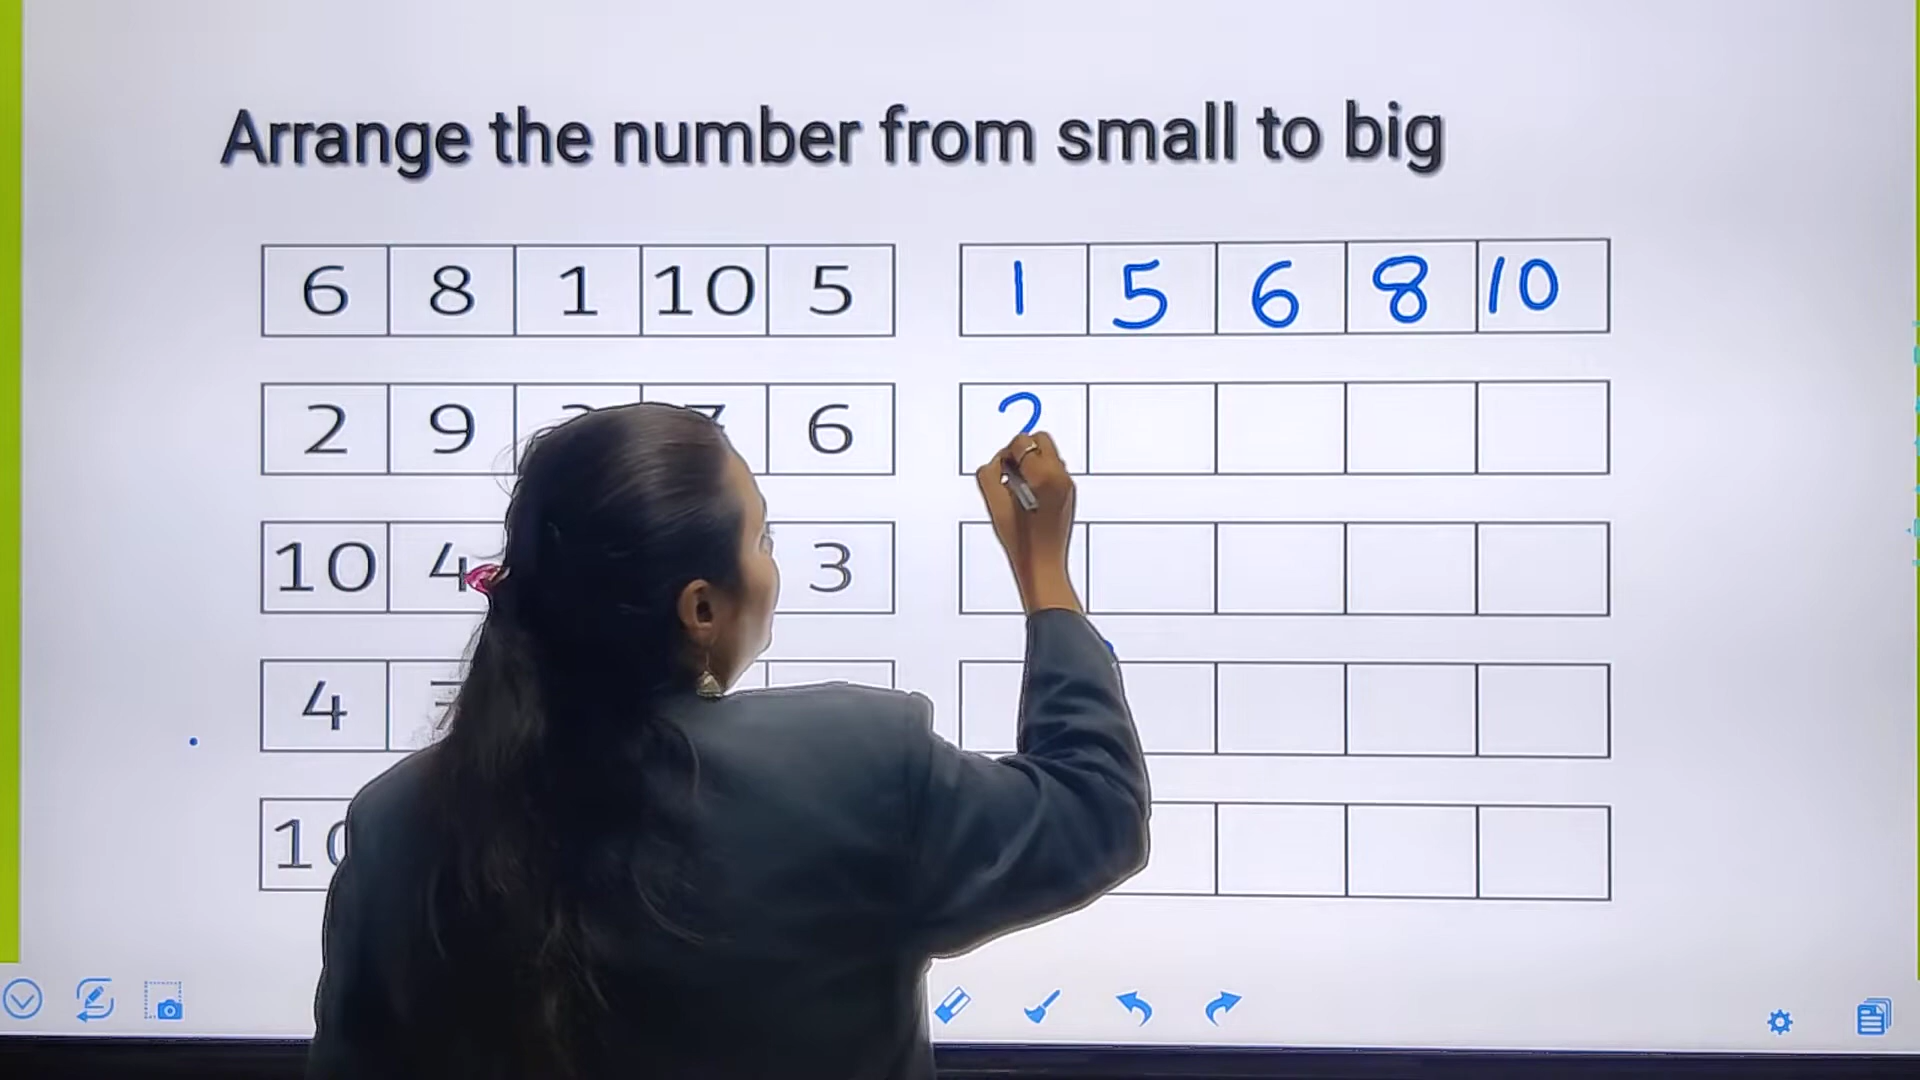 Arrange the number from small to big
6 8 1 10 5 1 5 6 8 10
2 9 6 2
10 4 3
4